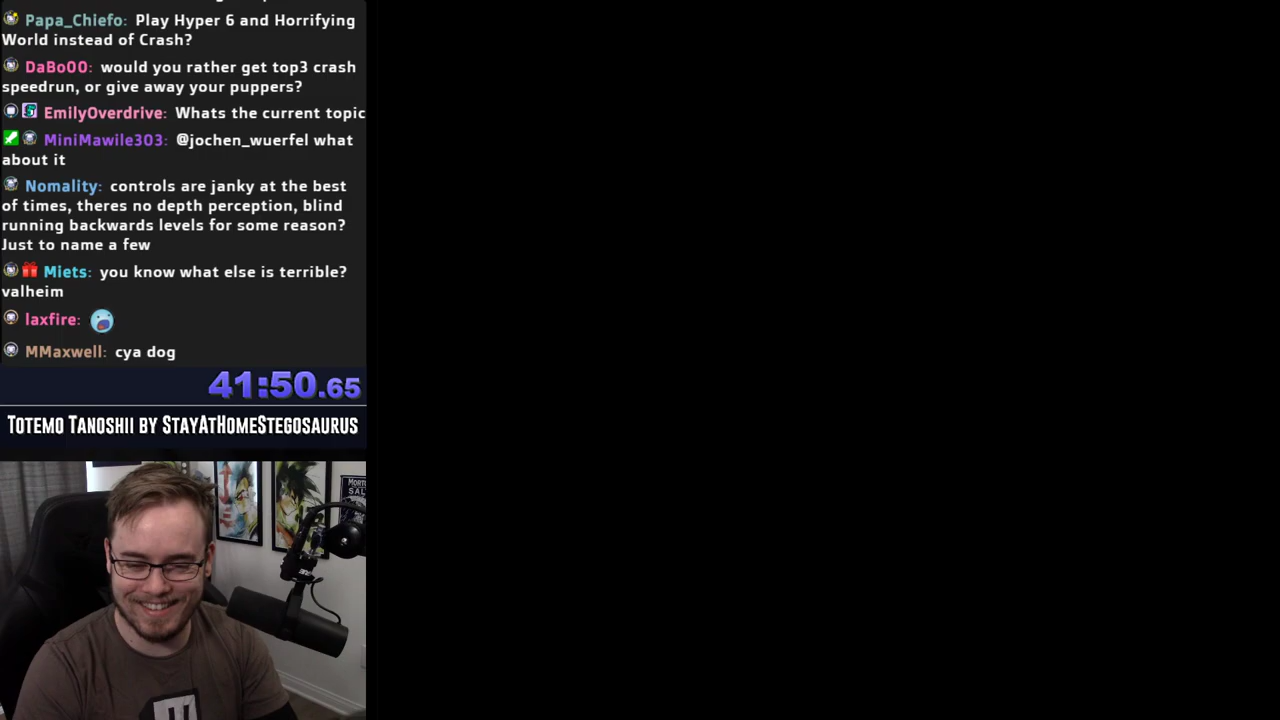 Papa_Chiefo: Play Hyper 6 and Horrifying
World instead of Crash?
DaBo00: would you rather get top3 crash
speedrun, or give away your puppers?
EmilyOverdrive: Whats the current topic
MiniMawile303: @jochen_wuerfel what
about it
Nomality: controls are janky at the best
of times, theres no depth perception, blind
running backwards levels for some reason?
Just to name a few
Miets: you know what else is terrible?
valheim
laxfire:
MMaxwell: cya dog
41:50.65
Totemo Tanoshii by StayAtHomeStegosaurus